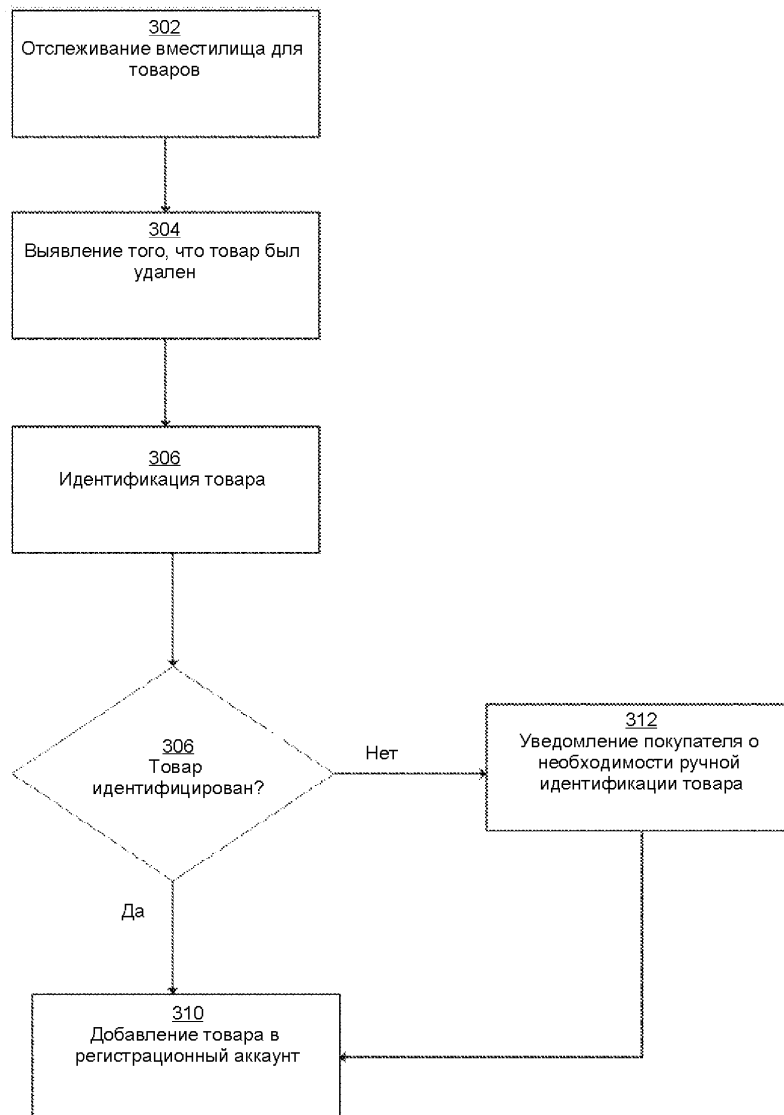 302
Отслеживание вместилища для
товаров
304
Выявление того, что товар был
удален
306
Идентификация товара
306
Товар
идентифицирован?
Нет
312
Уведомление покупателя о
необходимости ручной
идентификации товара
Да
310
Добавление товара в
регистрационный аккаунт